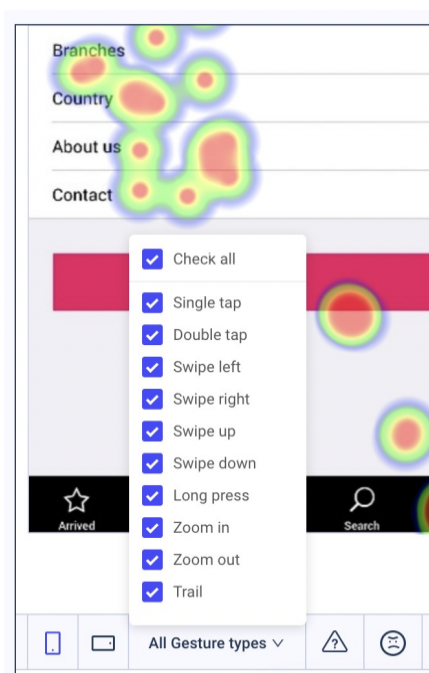 Branches
Country
About us
Contact
Check all
Single tap
Double tap
Swipe left
Swipe right
Swipe up
Swipe down
Long press
Zoom in
Zoom out
Trail
Arrived
Search
All Gesture types